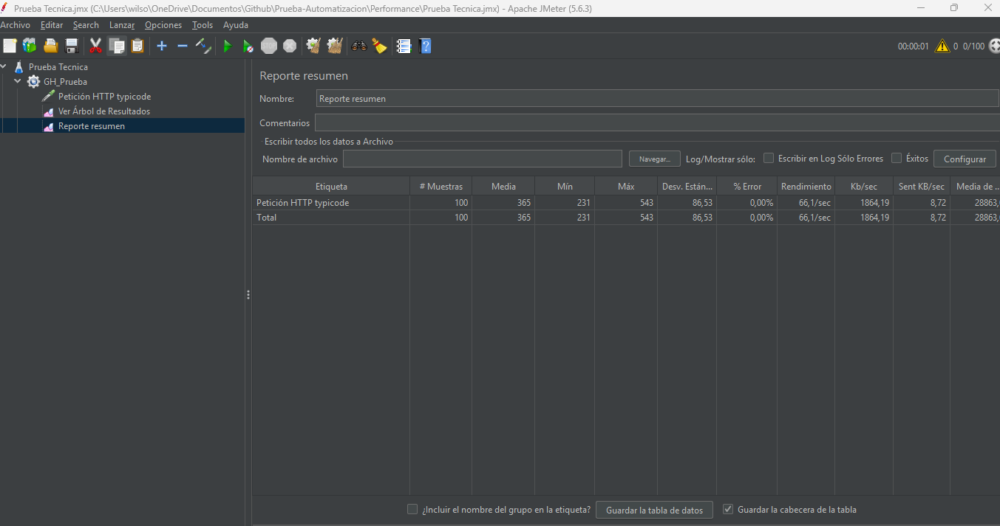 Prueba Tecnica.jmx (C:\Users\wilso\OneDrive\Documentos\Github\Prueba-Automatizacion\Performance\Prueba Tecnica.jmx) - Apache JMeter (5.6.3)
Archivo Editar Search Lanzar Opciones Tools Ayuda
STOP 00:00:01 0 0/100
Prueba Tecnica
GH_Prueba
Petición HTTP typicode
Ver Árbol de Resultados
Reporte resumen
Reporte resumen
Nombre: Reporte resumen
Comentarios
Escribir todos los datos a Archivo
Nombre de archivo Navegar... Log/Mostrar sólo: Escribir en Log Sólo Errores Éxitos Configurar
Etiqueta # Muestras Media Mín Máx Desv. Están... % Error Rendimiento Kb/sec Sent KB/sec Media de ...
Petición HTTP typicode 100 365 231 543 86,53 0,00% 66,1/sec 1864,19 8,72 28863,
Total 100 365 231 543 86,53 0,00% 66,1/sec 1864,19 8,72 28863,
¿Incluir el nombre del grupo en la etiqueta? Guardar la tabla de datos Guardar la cabecera de la tabla